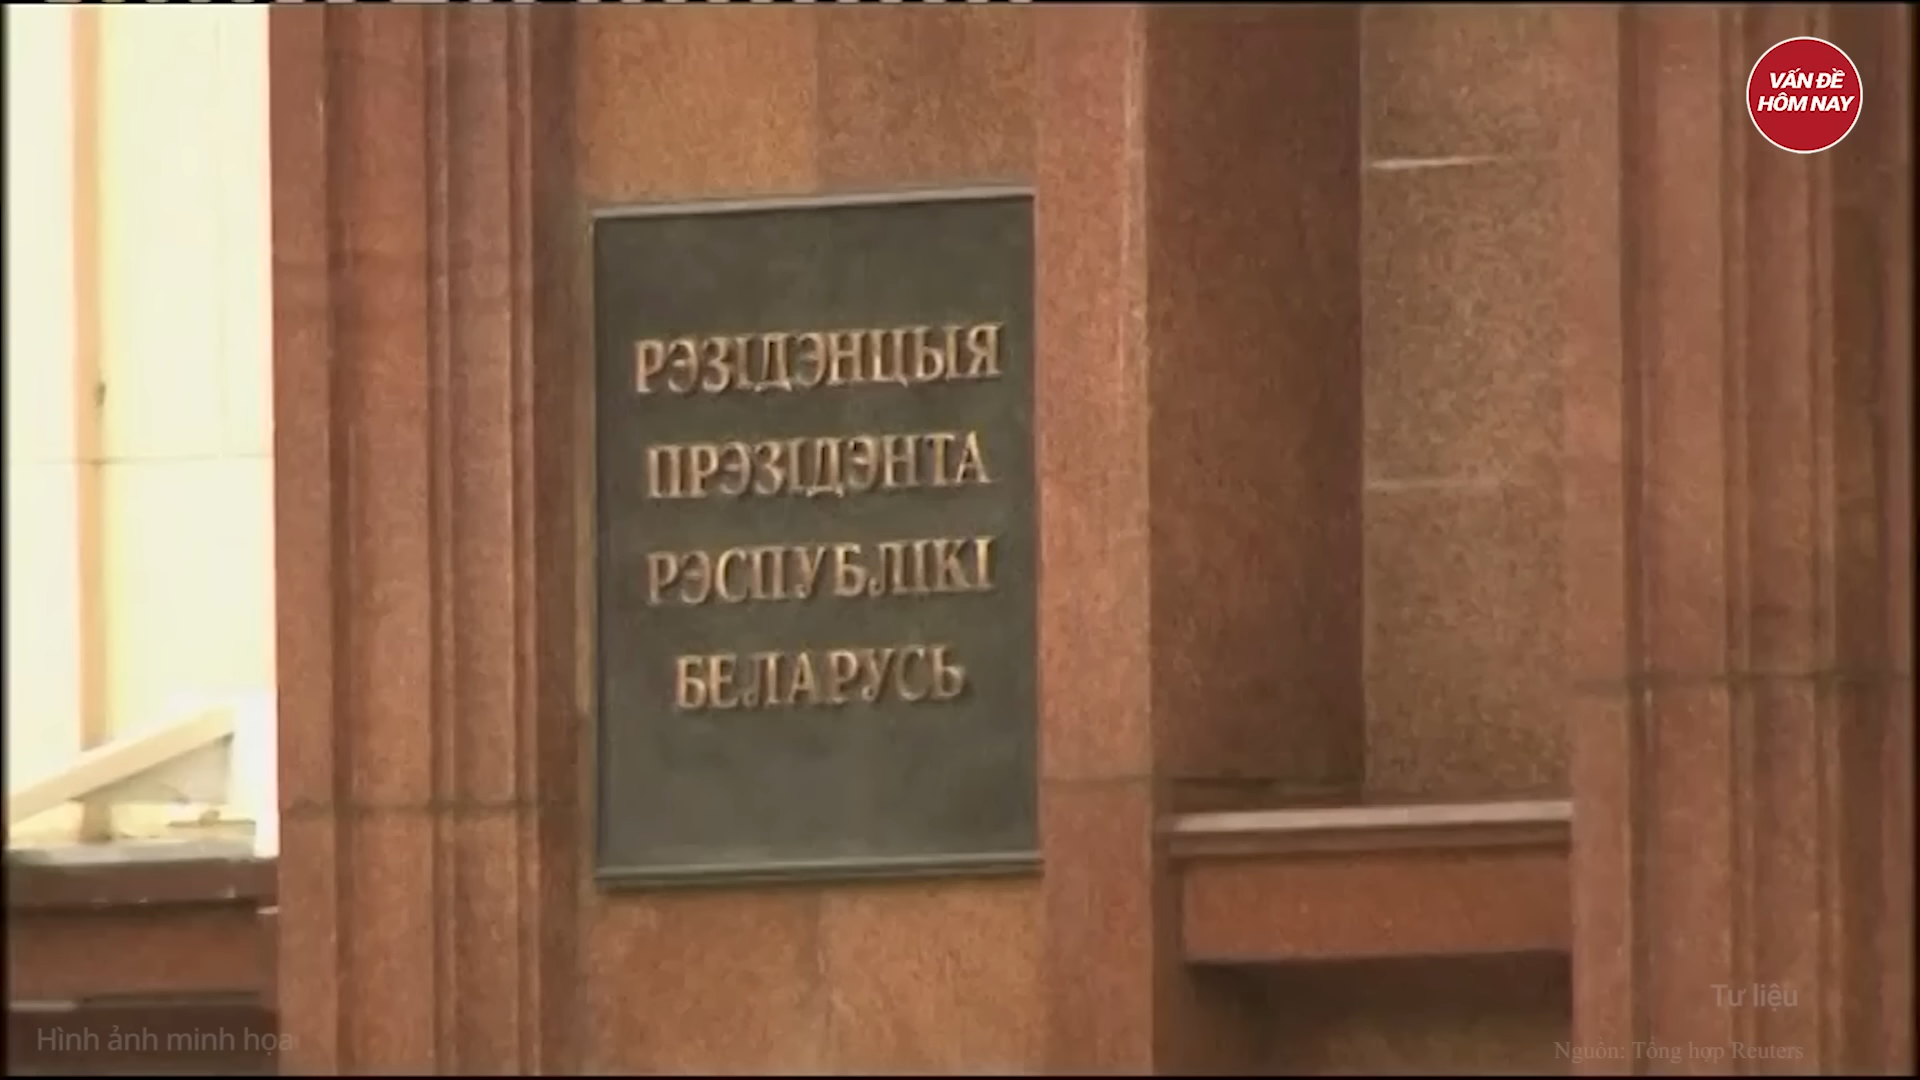 VẤN ĐỀ
HÔM NAY
РЭЗІДЭНЦЫЯ
ПРЭЗІДЭНТА
РЭСПУБЛІКІ
БЕЛАРУСЬ
Tư liệu
Hình ảnh minh họa
Nguồn: Tổng hợp Reuters